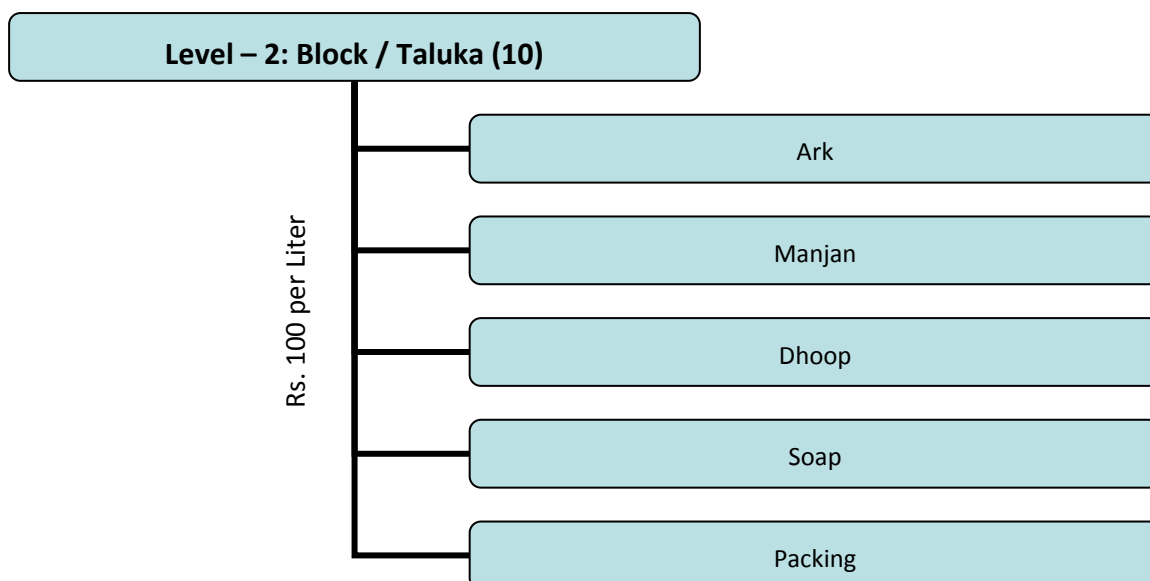 Level – 2: Block / Taluka (10)
Rs. 100 per Liter
Ark
Manjan
Dhoop
Soap
Packing